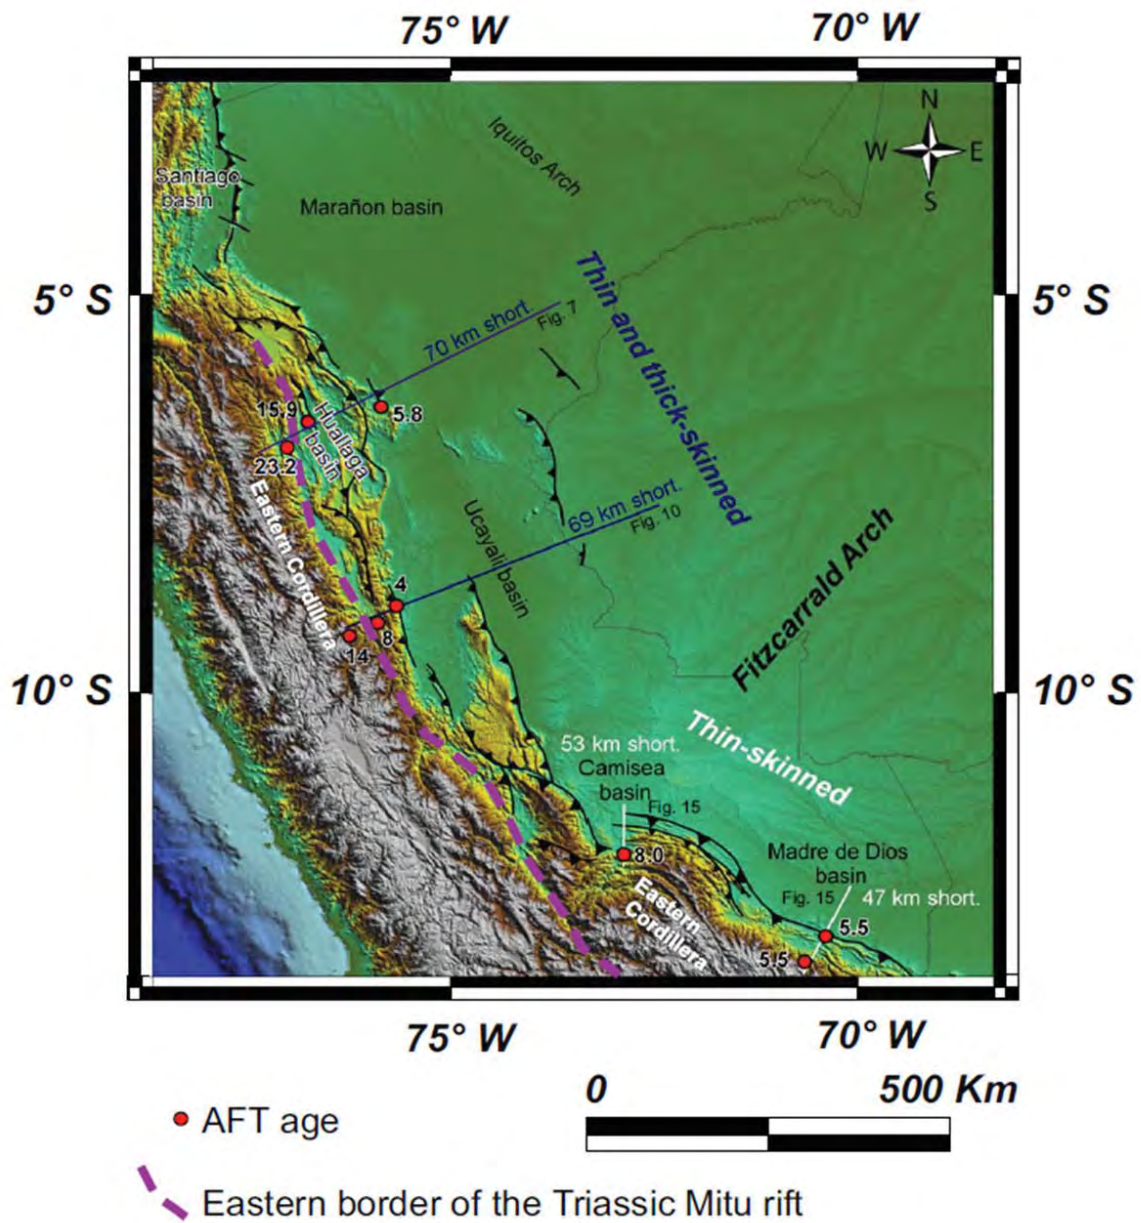 75° W
70° W
N
W
E
S
Iquitos Arch
Santiago
basin
Marañon basin
5° S
5° S
Thin and thick-skinned
70 km short.
Fig. 7
15.9
Huallaga
basin
5.8
23.2
Eastern Cordillera
Ucayali basin
69 km short.
Fig. 10
Fitzcarrald Arch
4
8
14
10° S
10° S
Thin-skinned
53 km short.
Camisea
basin
Fig. 15
8.0
Madre de Dios
basin
Fig. 15
47 km short.
Eastern
Cordillera
5.5
5.5
75° W
70° W
0
500 Km
AFT age
Eastern border of the Triassic Mitu rift